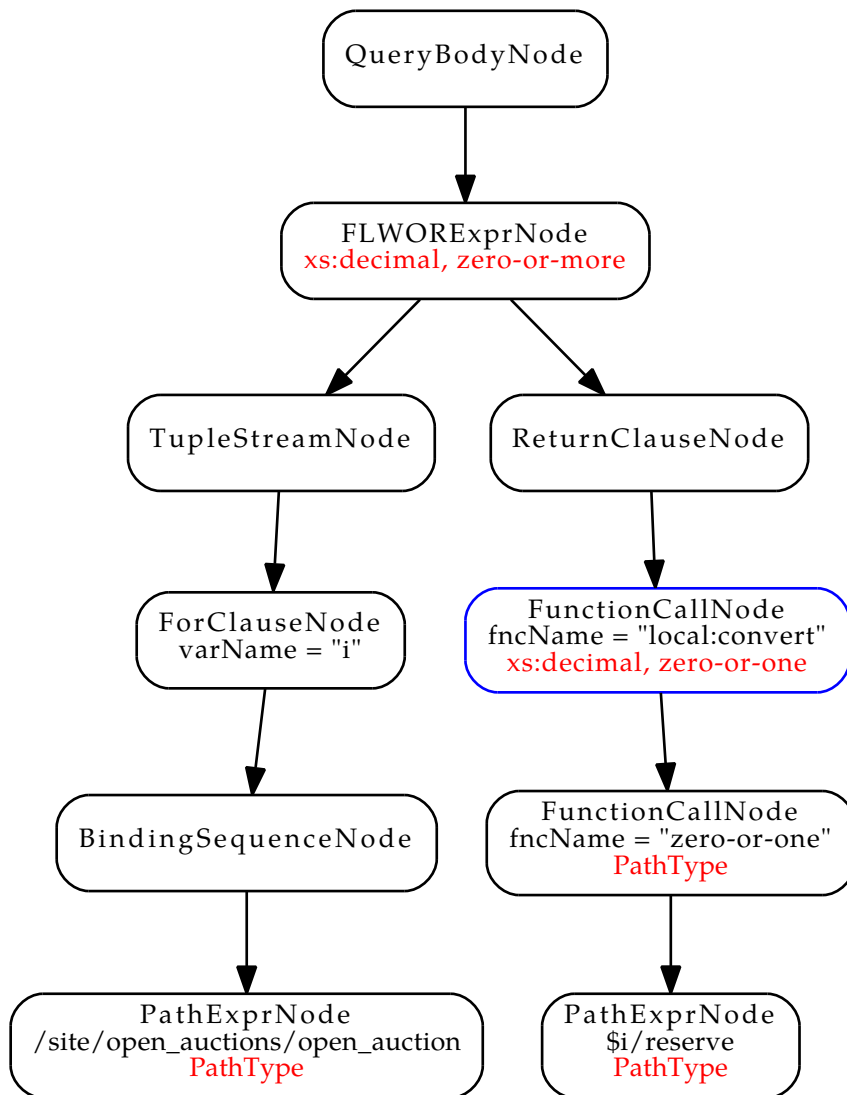 QueryBodyNode
FLWORExprNode
xs:decimal, zero-or-more
TupleStreamNode
ReturnClauseNode
ForClauseNode
varName = "i"
FunctionCallNode
fncName = "local:convert"
xs:decimal, zero-or-one
BindingSequenceNode
FunctionCallNode
fncName = "zero-or-one"
PathType
PathExprNode
/site/open_auctions/open_auction
PathType
PathExprNode
$i/reserve
PathType